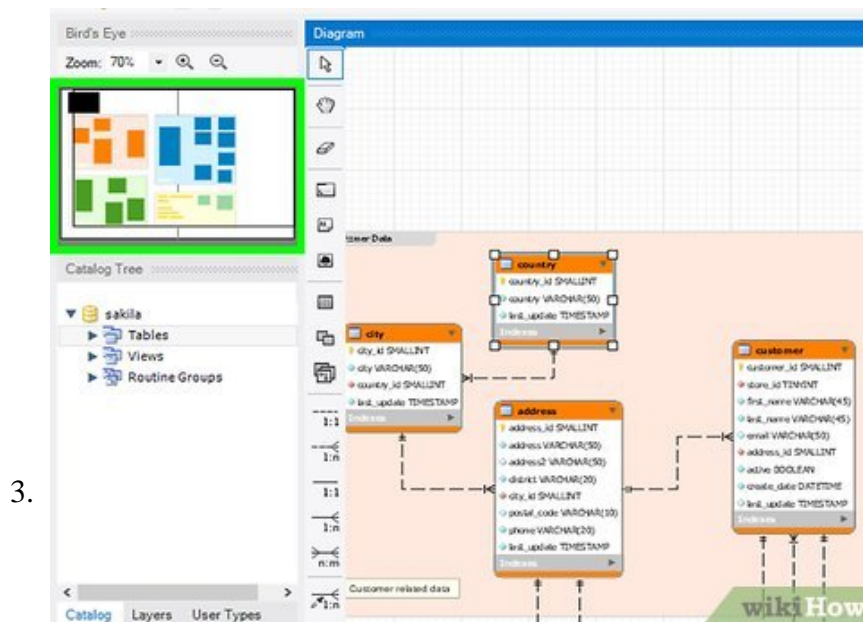 Bird's Eye
Diagram
Zoom: 70%
Customer Data
country
country_id SMALLINT
country VARCHAR(50)
last_update TIMESTAMP
Indexes
Catalog Tree
sakila
Tables
Views
Routine Groups
city
city_id SMALLINT
city VARCHAR(50)
country_id SMALLINT
last_update TIMESTAMP
Indexes
customer
customer_id SMALLINT
store_id TINYINT
first_name VARCHAR(45)
last_name VARCHAR(45)
email VARCHAR(50)
address_id SMALLINT
active BOOLEAN
create_date DATETIME
last_update TIMESTAMP
Indexes
address
address_id SMALLINT
address VARCHAR(50)
address2 VARCHAR(50)
district VARCHAR(20)
city_id SMALLINT
postal_code VARCHAR(10)
phone VARCHAR(20)
last_update TIMESTAMP
Indexes
1:1
1:n
1:1
1:n
n:m
1:n
3.
Customer related data
Catalog Layers User Types
wikiHow